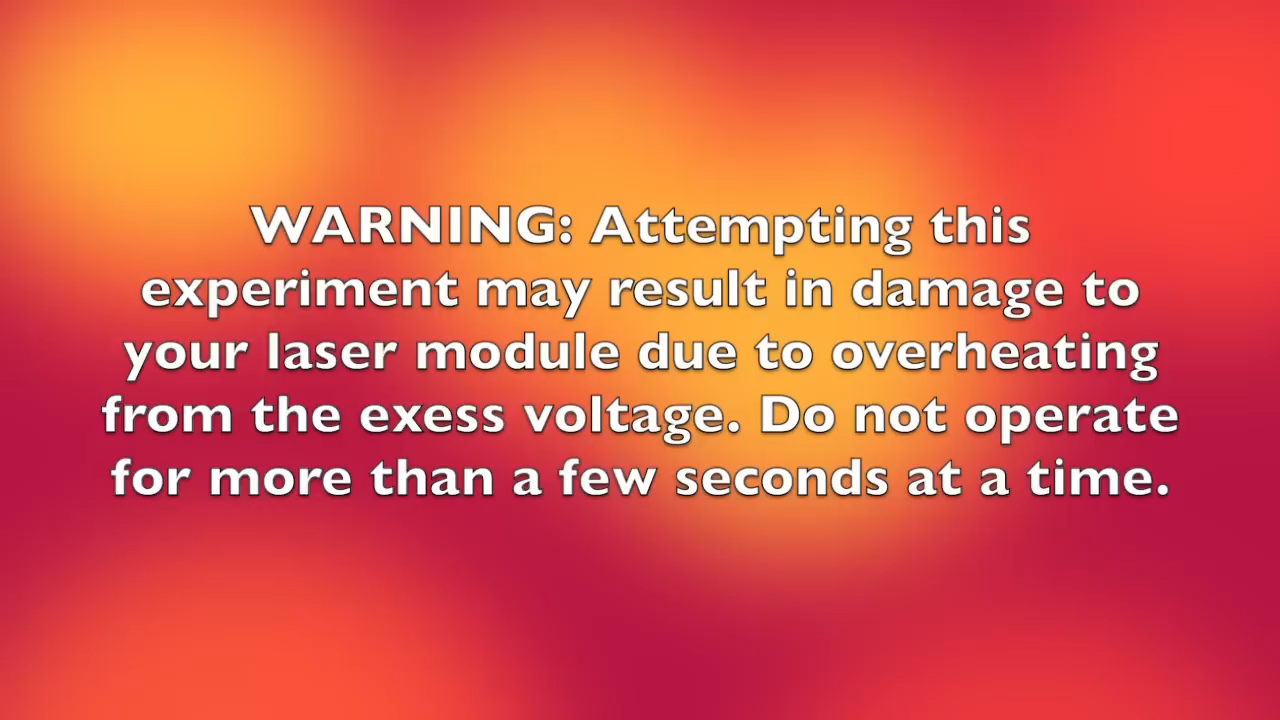 WARNING: Attempting this
experiment may result in damage to
your laser module due to overheating
from the exess voltage. Do not operate
for more than a few seconds at a time.